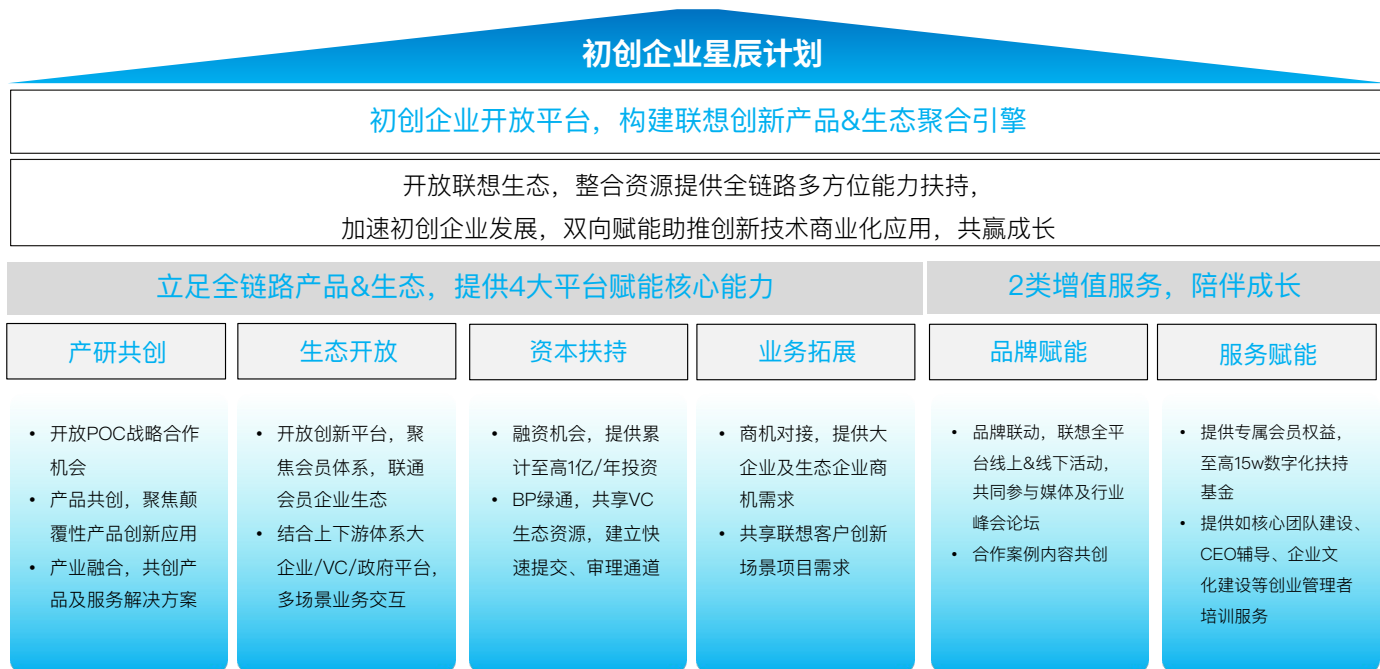 初创企业星辰计划
初创企业开放平台，构建联想创新产品&生态聚合引擎
开放联想生态，整合资源提供全链路多方位能力扶持，
加速初创企业发展，双向赋能助推创新技术商业化应用，共赢成长
立足全链路产品&生态，提供4大平台赋能核心能力
2类增值服务，陪伴成长
产研共创
• 开放POC战略合作
机会
• 产品共创，聚焦颠
覆性产品创新应用
• 产业融合，共创产
品及服务解决方案
生态开放
• 开放创新平台，聚
焦会员体系，联通
会员企业生态
• 结合上下游体系大
企业/VC/政府平台，
多场景业务交互
资本扶持
• 融资机会，提供累
计至高1亿/年投资
• BP绿通，共享VC
生态资源，建立快
速提交、审理通道
业务拓展
• 商机对接，提供大
企业及生态企业商
机需求
• 共享联想客户创新
场景项目需求
品牌赋能
• 品牌联动，联想全平
台线上&线下活动，
共同参与媒体及行业
峰会论坛
• 合作案例内容共创
服务赋能
• 提供专属会员权益，
至高15w数字化扶持
基金
• 提供如核心团队建设、
CEO辅导、企业文
化建设等创业管理者
培训服务